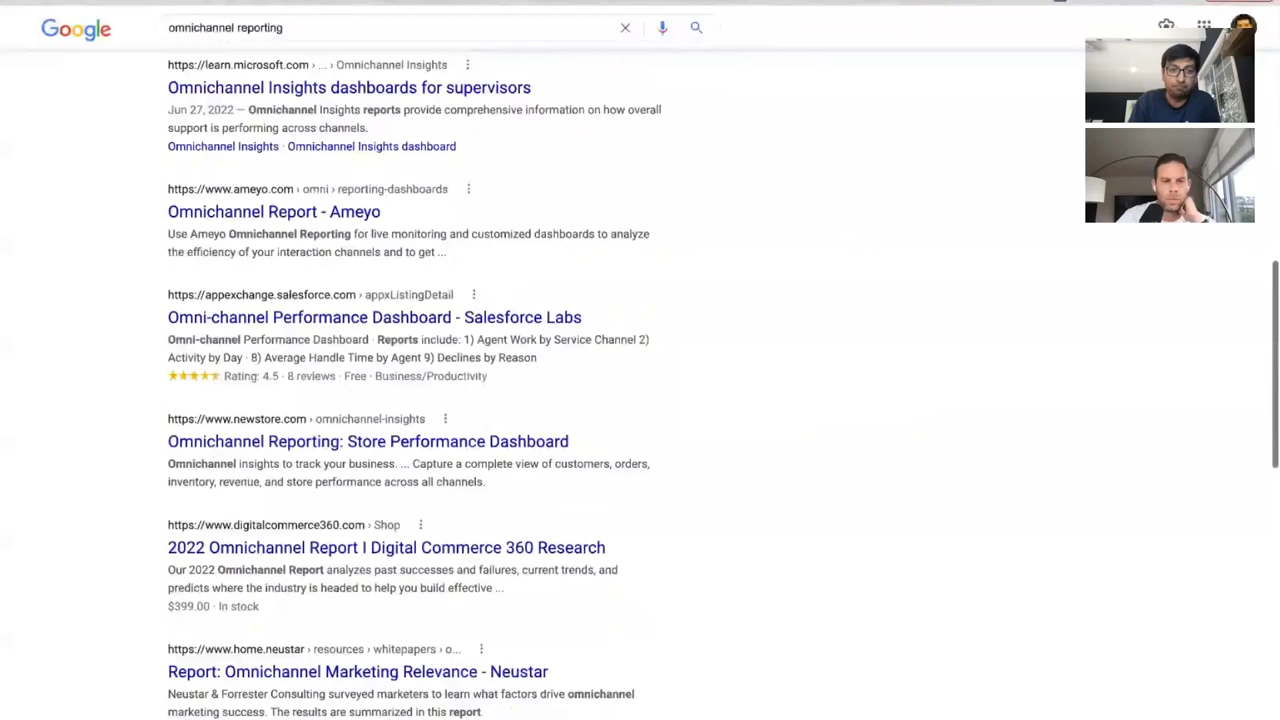 Google
omnichannel reporting
https://learn.microsoft.com › ... › Omnichannel Insights
Omnichannel Insights dashboards for supervisors
Jun 27, 2022 — Omnichannel Insights reports provide comprehensive information on how overall
support is performing across channels.
Omnichannel Insights · Omnichannel Insights dashboard
https://www.ameyo.com › omni › reporting-dashboards
Omnichannel Report - Ameyo
Use Ameyo Omnichannel Reporting for live monitoring and customized dashboards to analyze
the efficiency of your interaction channels and to get ...
https://appexchange.salesforce.com › appxListingDetail
Omni-channel Performance Dashboard - Salesforce Labs
Omni-channel Performance Dashboard · Reports include: 1) Agent Work by Service Channel 2)
Activity by Day · 8) Average Handle Time by Agent 9) Declines by Reason
Rating: 4.5 · 8 reviews · Free · Business/Productivity
https://www.newstore.com › omnichannel-insights
Omnichannel Reporting: Store Performance Dashboard
Omnichannel insights to track your business. ... Capture a complete view of customers, orders,
inventory, revenue, and store performance across all channels.
https://www.digitalcommerce360.com › Shop
2022 Omnichannel Report I Digital Commerce 360 Research
Our 2022 Omnichannel Report analyzes past successes and failures, current trends, and
predicts where the industry is headed to help you build effective ...
$399.00 · In stock
https://www.home.neustar › resources › whitepapers › o...
Report: Omnichannel Marketing Relevance - Neustar
Neustar & Forrester Consulting surveyed marketers to learn what factors drive omnichannel
marketing success. The results are summarized in this report